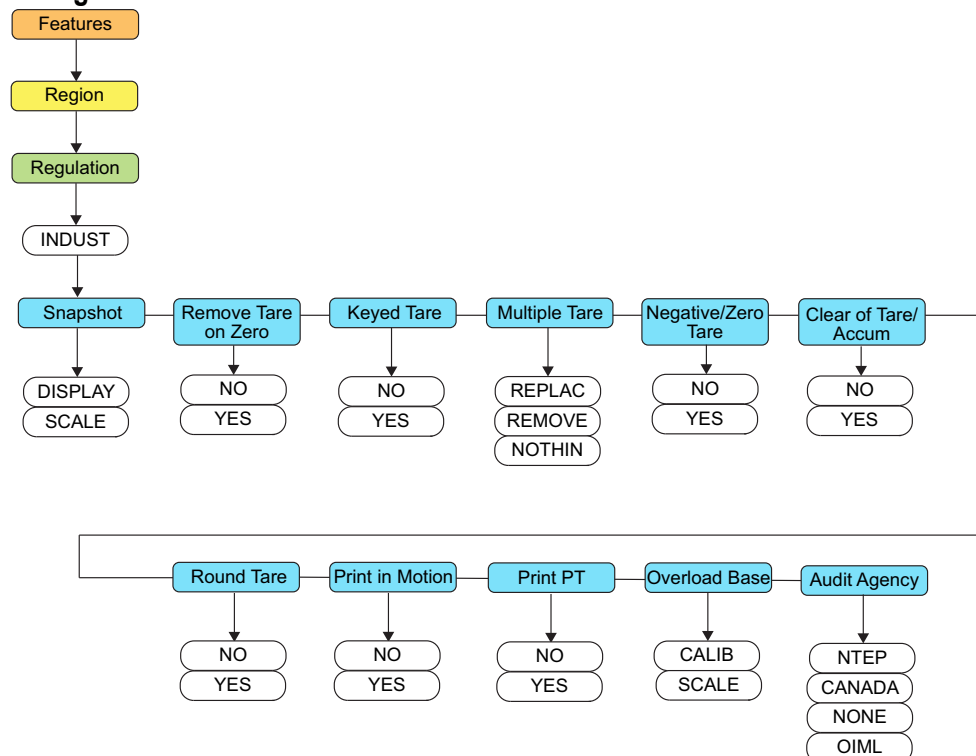 Features
Region
Regulation
INDUST
Snapshot
Remove Tare
on Zero
Keyed Tare
Multiple Tare
Negative/Zero
Tare
Clear of Tare/
Accum
DISPLAY
SCALE
NO
YES
NO
YES
REPLAC
REMOVE
NOTHIN
NO
YES
NO
YES
Round Tare
Print in Motion
Print PT
Overload Base
Audit Agency
NO
YES
NO
YES
NO
YES
CALIB
SCALE
NTEP
CANADA
NONE
OIML